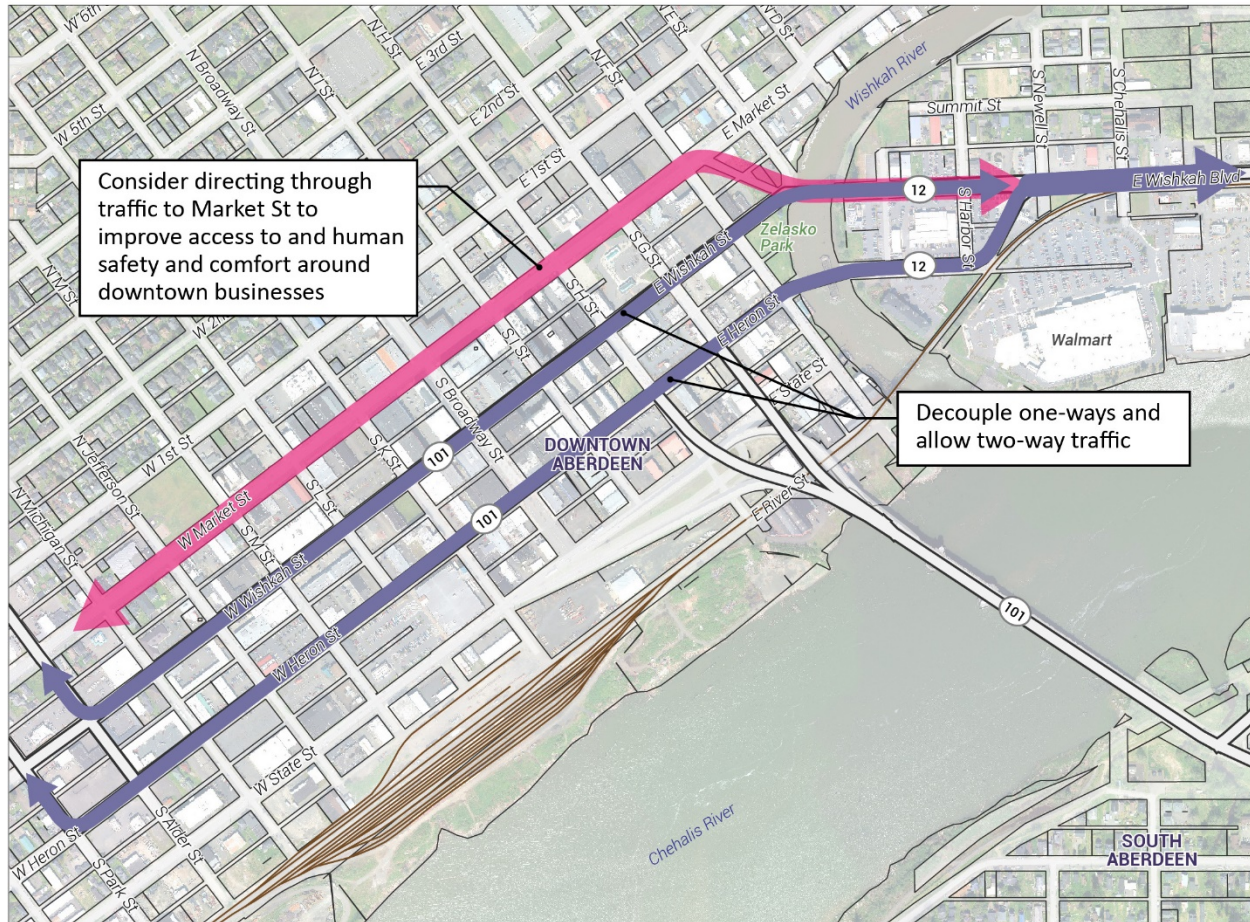 W 6th St
N Broadway St
N I St
N H St
E 3rd St
N F St
N E St
N D St
Wishkah River
W 5th St
E 2nd St
E Market St
Summit St
S Newell St
S Chehalis St
E 1st St
Consider directing through
traffic to Market St to
improve access to and human
safety and comfort around
downtown businesses
12
S Harbor St
E Wishkah Blvd
Zelasko
Park
S G St
E Wishkah St
12
N M St
S H St
E Heron St
Walmart
S I St
E State St
S Broadway St
Decouple one-ways and
allow two-way traffic
DOWNTOWN
ABERDEEN
N Jefferson St
W 1st St
S K St
101
E River St
N Michigan St
W Market St
S L St
101
S M St
W Wishkah St
101
W Heron St
W State St
Chehalis River
SOUTH
ABERDEEN
W Heron St
S Alder St
S Park St